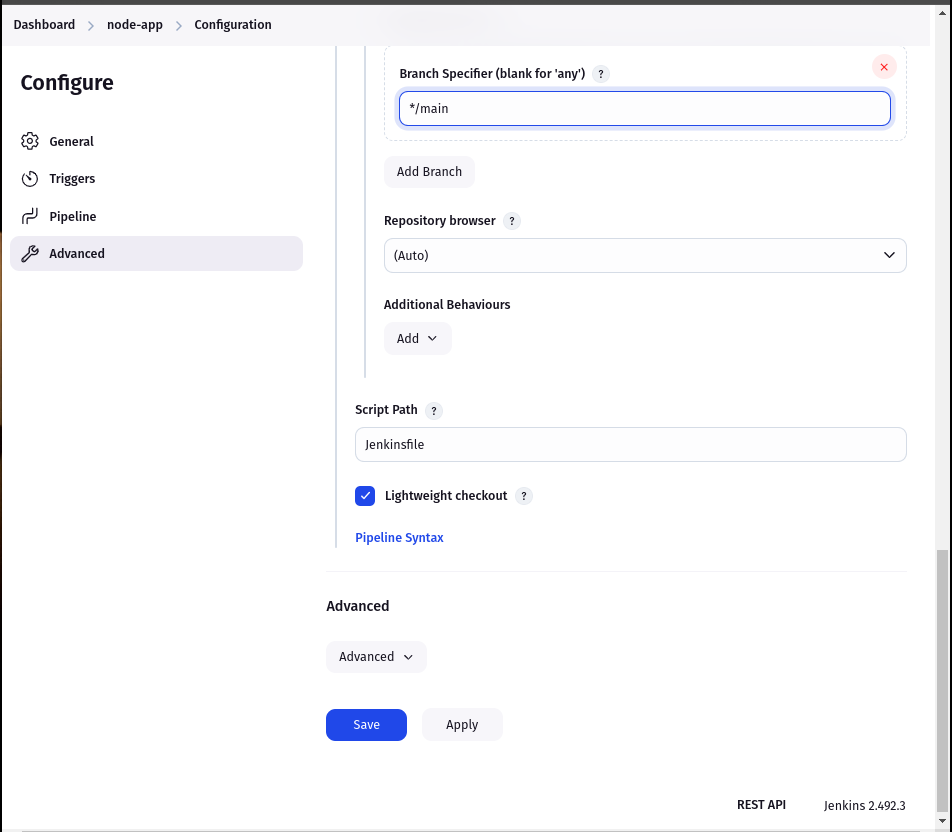 Dashboard > node-app > Configuration
Configure
General
Triggers
Pipeline
Advanced
Branch Specifier (blank for 'any') ?
*/main
Add Branch
Repository browser ?
(Auto)
Additional Behaviours
Add
Script Path ?
Jenkinsfile
Lightweight checkout ?
Pipeline Syntax
Advanced
Advanced
Save Apply
REST API Jenkins 2.492.3